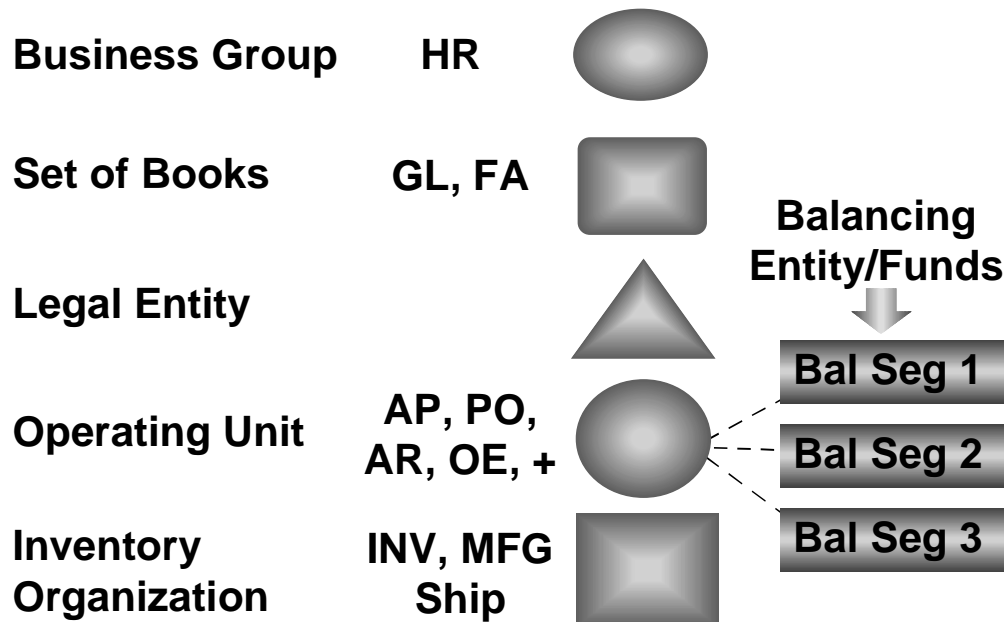 Business Group HR
Set of Books GL, FA
Balancing
Entity/Funds
Legal Entity
Bal Seg 1
Operating Unit AP, PO,
AR, OE, +
Bal Seg 2
Bal Seg 3
Inventory INV, MFG
Organization Ship